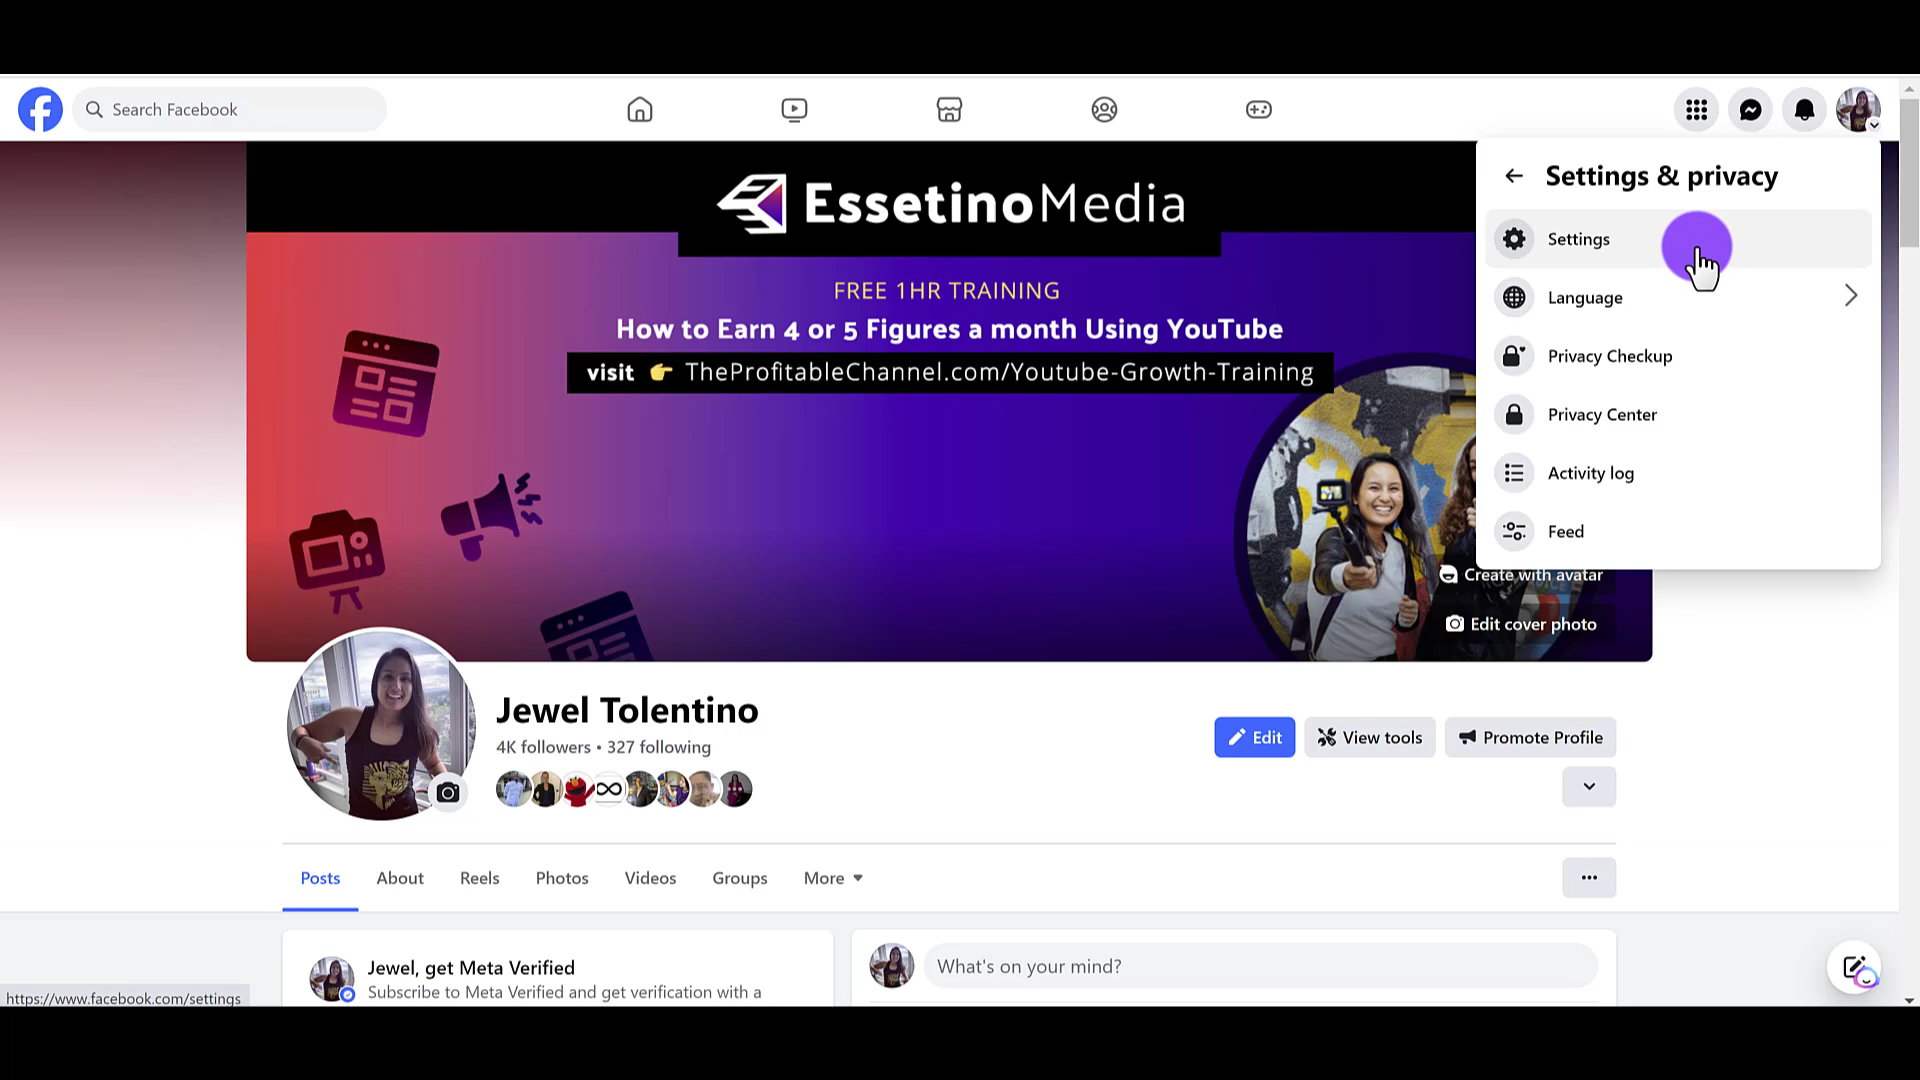 Search Facebook
Settings & privacy
Settings
Language
Privacy Checkup
Privacy Center
Activity log
Feed
EssetinoMedia
FREE 1HR TRAINING
How to Earn 4 or 5 Figures a month Using YouTube
visit 👉 TheProfitableChannel.com/Youtube-Growth-Training
Create with avatar
Edit cover photo
Jewel Tolentino
4K followers • 327 following
Edit
View tools
Promote Profile
Posts
About
Reels
Photos
Videos
Groups
More
Jewel, get Meta Verified
Subscribe to Meta Verified and get verification with a
What's on your mind?
https://www.facebook.com/settings